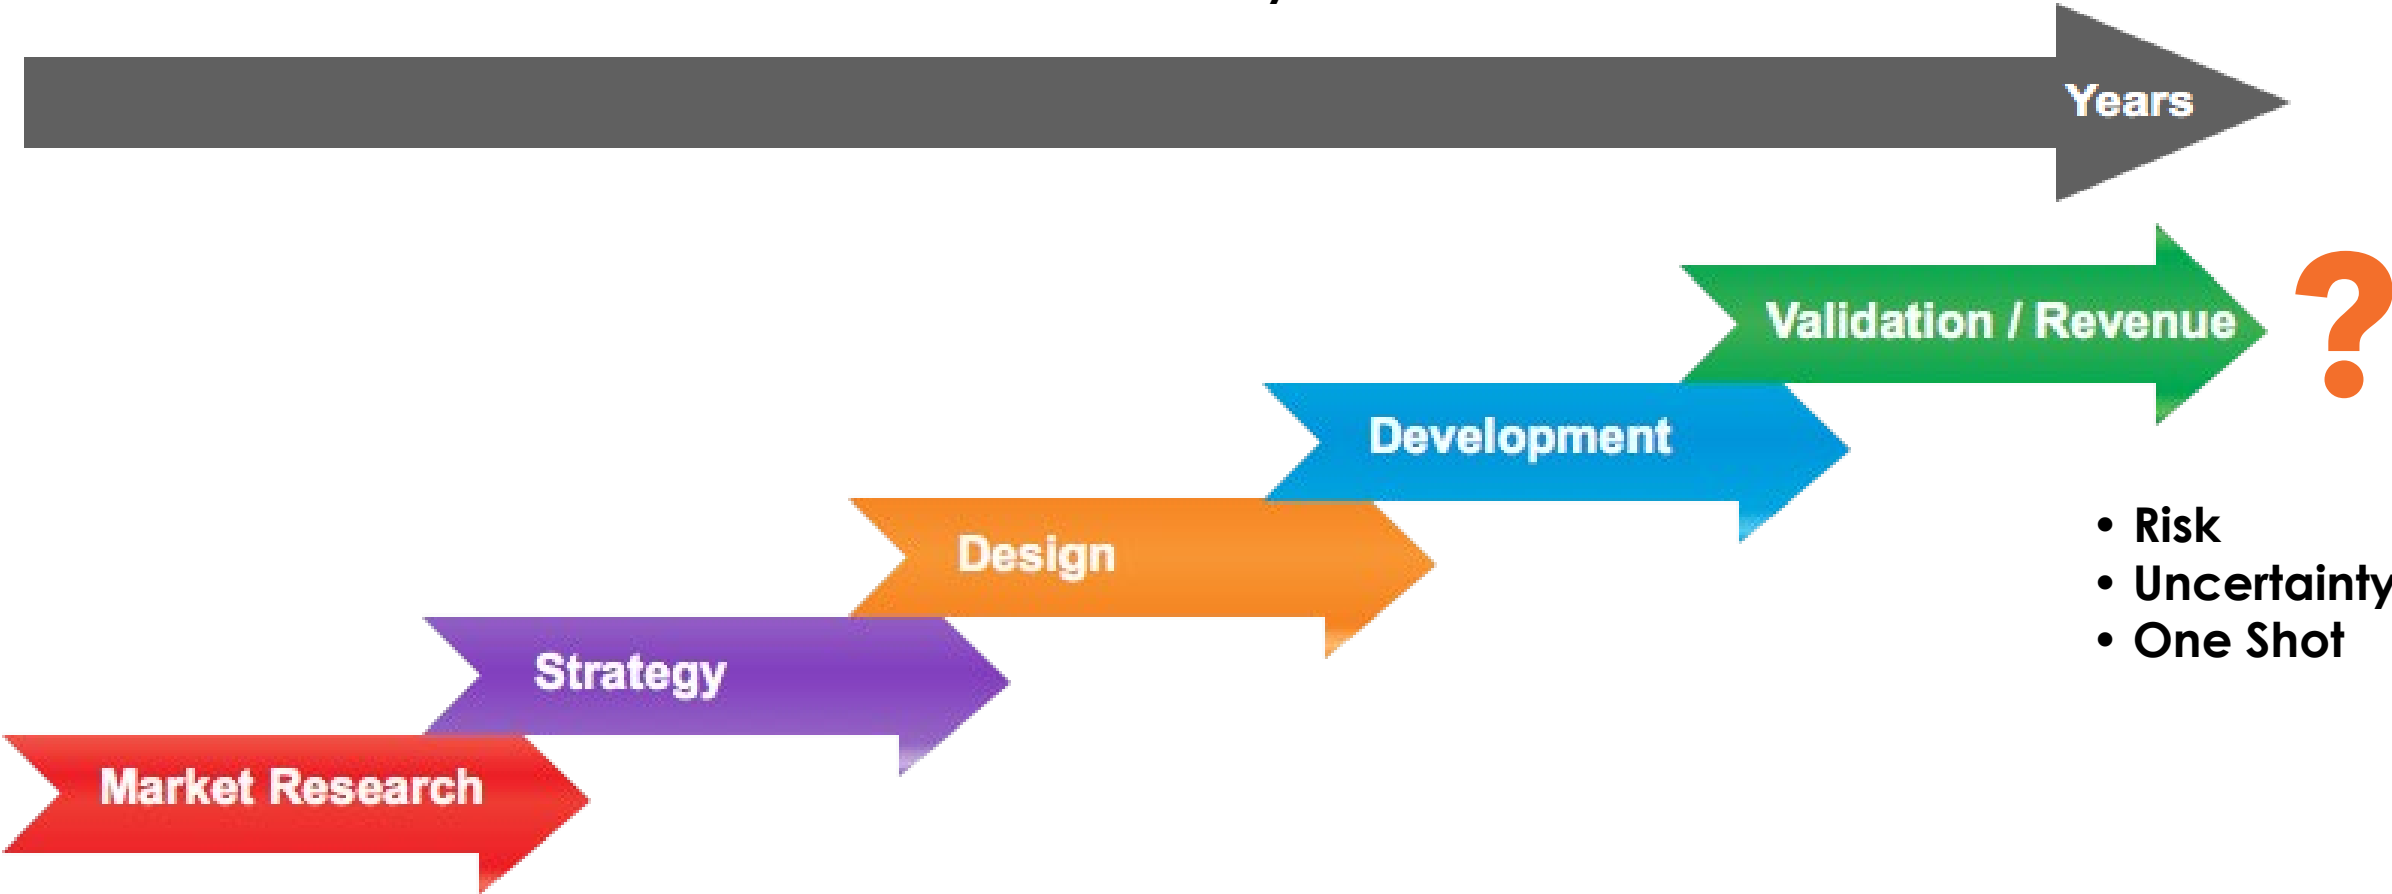 Years
Validation / Revenue
?
Development
• Risk
Design
• Uncertainty
• One Shot
Strategy
Market Research